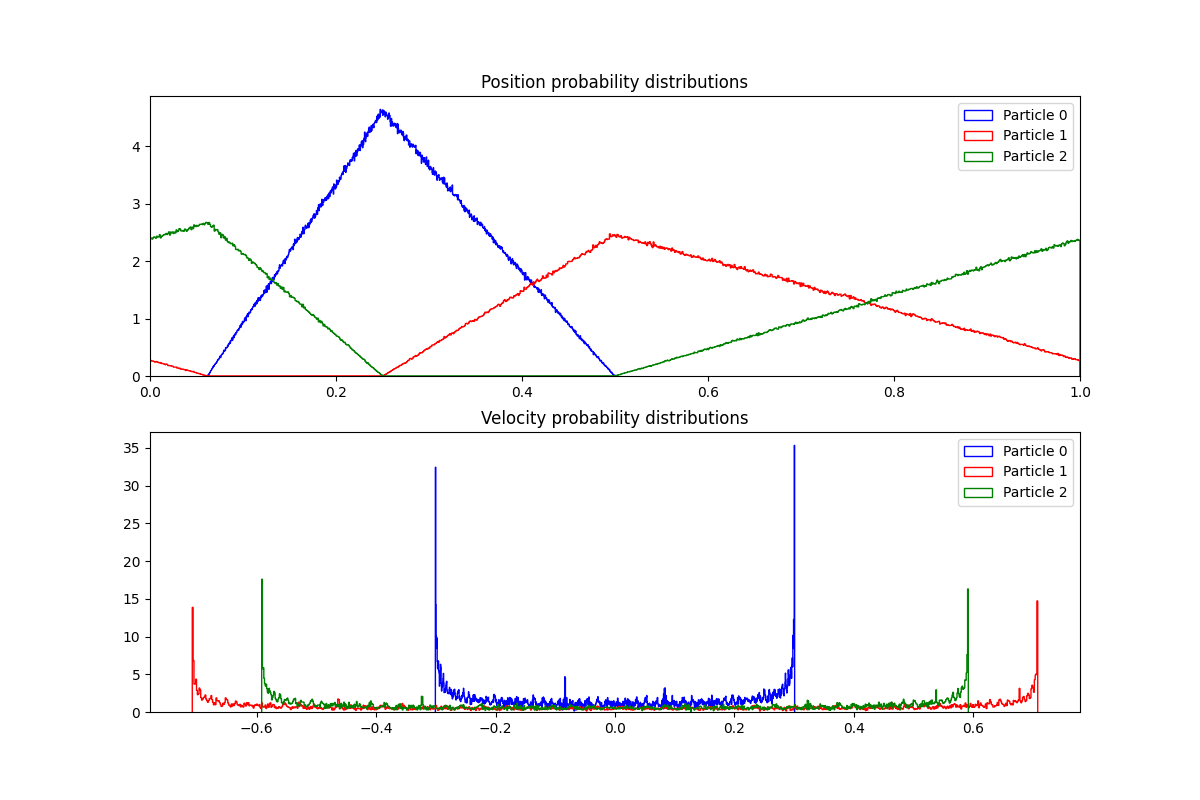 Position probability distributions
4
3
2
1
0
Particle 0
Particle 1
Particle 2
0.0 0.2 0.4 0.6 0.8 1.0
Velocity probability distributions
35
30
25
20
15
10
5
0
Particle 0
Particle 1
Particle 2
−0.6 −0.4 −0.2 0.0 0.2 0.4 0.6